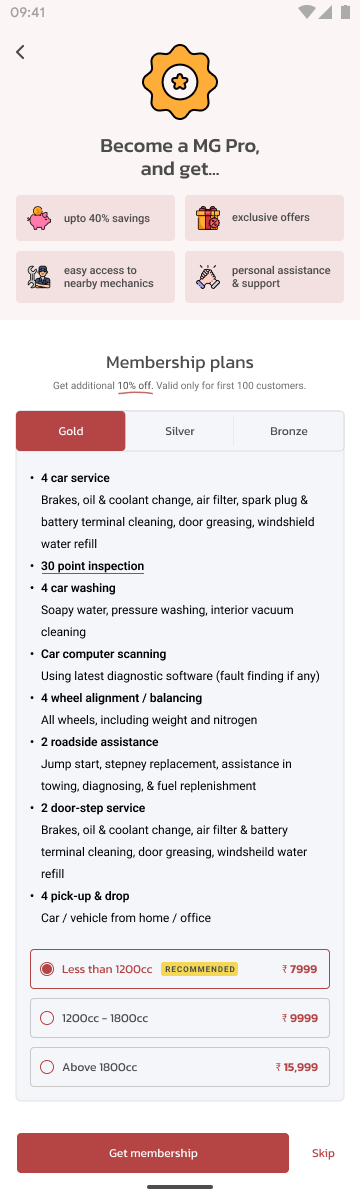 09:41
Become a MG Pro,
and get...
upto 40% savings
exclusive offers
easy access to
nearby mechanics
personal assistance
& support
Membership plans
Get additional 10% off. Valid only for first 100 customers.
Gold
Silver
Bronze
• 4 car service
Brakes, oil & coolant change, air filter, spark plug &
battery terminal cleaning, door greasing, windshield
water refill
• 30 point inspection
• 4 car washing
Soapy water, pressure washing, interior vacuum
cleaning
• Car computer scanning
Using latest diagnostic software (fault finding if any)
• 4 wheel alignment / balancing
All wheels, including weight and nitrogen
• 2 roadside assistance
Jump start, stepney replacement, assistance in
towing, diagnosing, & fuel replenishment
• 2 door-step service
Brakes, oil & coolant change, air filter & battery
terminal cleaning, door greasing, windsheild water
refill
• 4 pick-up & drop
Car / vehicle from home / office
Less than 1200cc RECOMMENDED ₹ 7999
1200cc - 1800cc ₹ 9999
Above 1800cc ₹ 15,999
Get membership
Skip